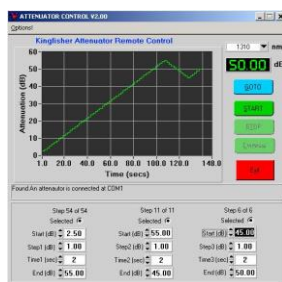 ATTENUATOR CONTROL V2.00
Options!
Kingfisher Attenuator Remote Control
1310 nm
50.00 dB
Attenuation (dB)
60
50
40
30
20
10
0
1.0 20.0 40.0 60.0 80.0 100.0 120.0 140.0
Time (secs)
GOTO
START
STOP
Continue
Exit
Found:An attenuator is connected at COM1
Step 54 of 54
Step 11 of 11
Step 6 of 6
Selected
Selected
Selected
Start (dB) 2.50
Start (dB) 55.00
Start (dB) 45.00
Step1 (dB) 1.00
Step2 (dB) 1.00
Step3 (dB) 1.00
Time1 (sec) 2
Time2 (sec) 2
Time3 (sec) 2
End (dB) 55.00
End (dB) 45.00
End (dB) 50.00